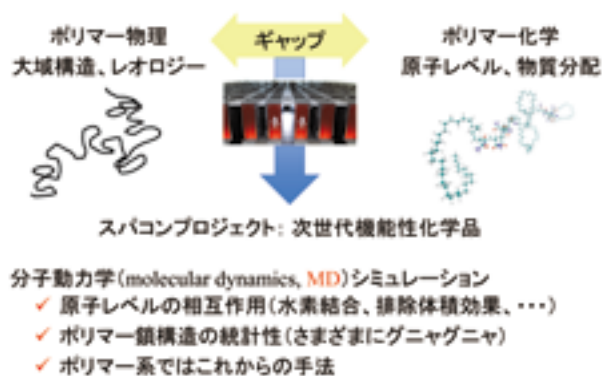 ポリマー物理
大域構造、レオロジー
ギャップ
ポリマー化学
原子レベル、物質分配
スパコンプロジェクト: 次世代機能性化学品
分子動力学(molecular dynamics, MD)シミュレーション
✓ 原子レベルの相互作用(水素結合、排除体積効果、・・・)
✓ ポリマー鎖構造の統計性(さまざまにグニャグニャ)
✓ ポリマー系ではこれからの手法